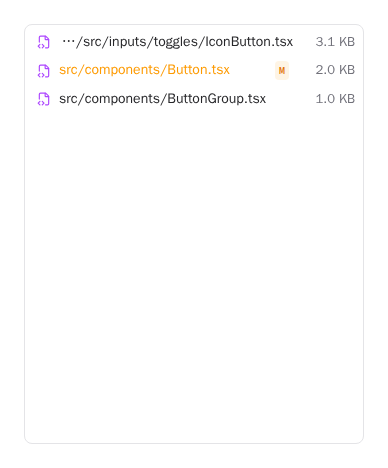 …/src/inputs/toggles/IconButton.tsx 3.1 KB
src/components/Button.tsx M 2.0 KB
src/components/ButtonGroup.tsx 1.0 KB